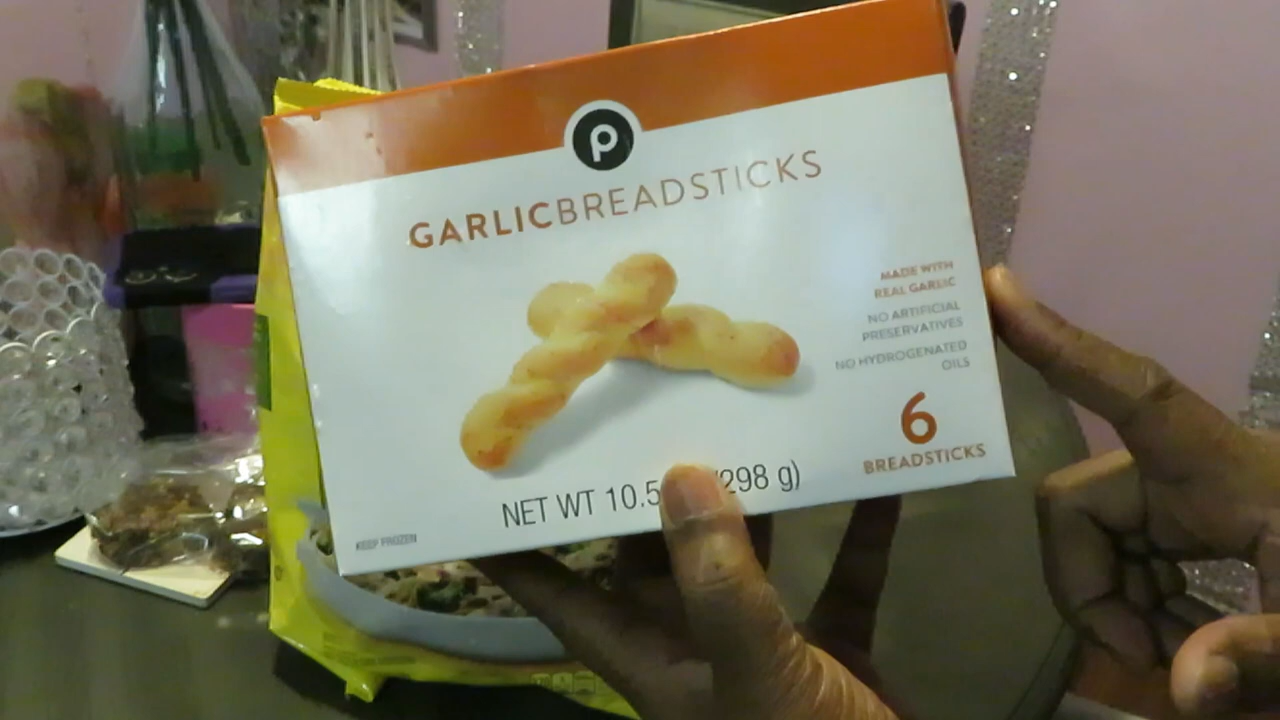 P
GARLICBREADSTICKS
MADE WITH
REAL GARLIC
NO ARTIFICIAL
PRESERVATIVES
NO HYDROGENATED
OILS
6
BREADSTICKS
NET WT 10.5 298 g)
KEEP FROZEN